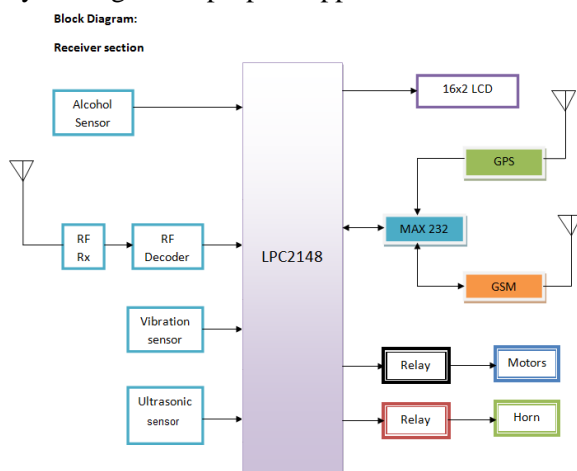 Block Diagram:
Receiver section
Alcohol
Sensor
16x2 LCD
GPS
RF
Rx
RF
Decoder
MAX 232
LPC2148
GSM
Vibration
sensor
Relay
Motors
Ultrasonic
sensor
Relay
Horn